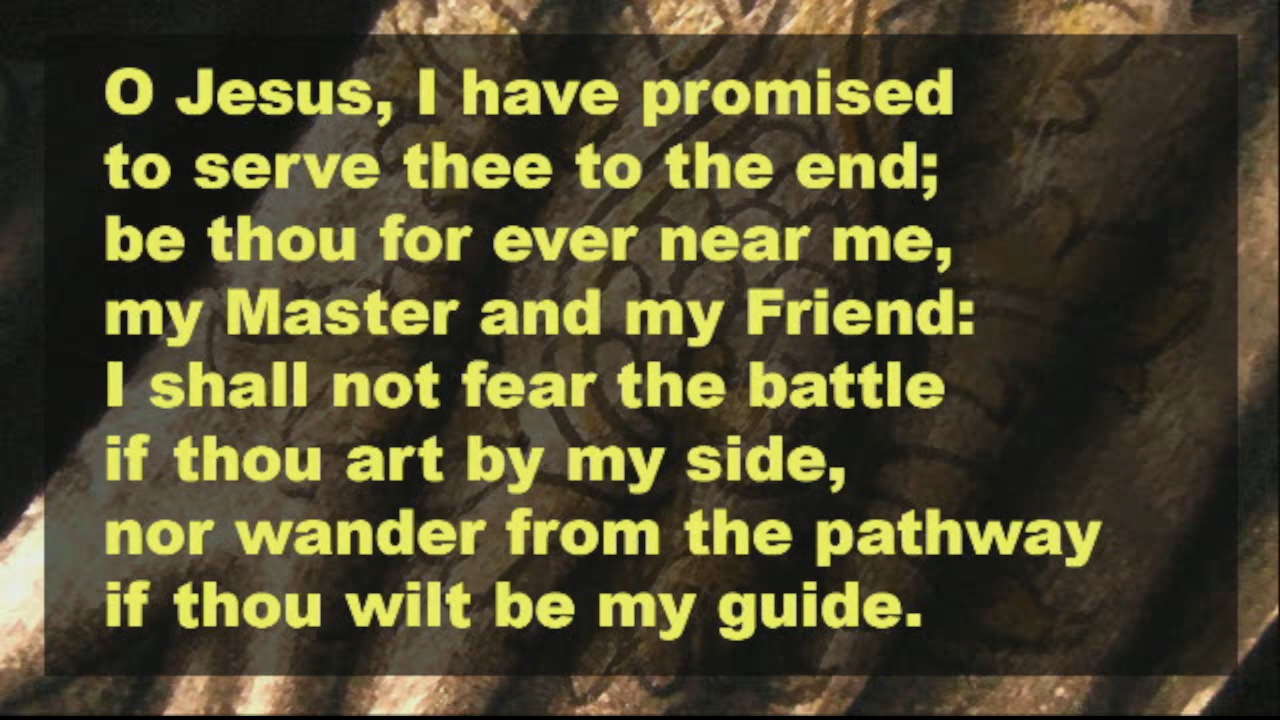 O Jesus, I have promised
to serve thee to the end;
be thou for ever near me,
my Master and my Friend:
I shall not fear the battle
if thou art by my side,
nor wander from the pathway
if thou wilt be my guide.